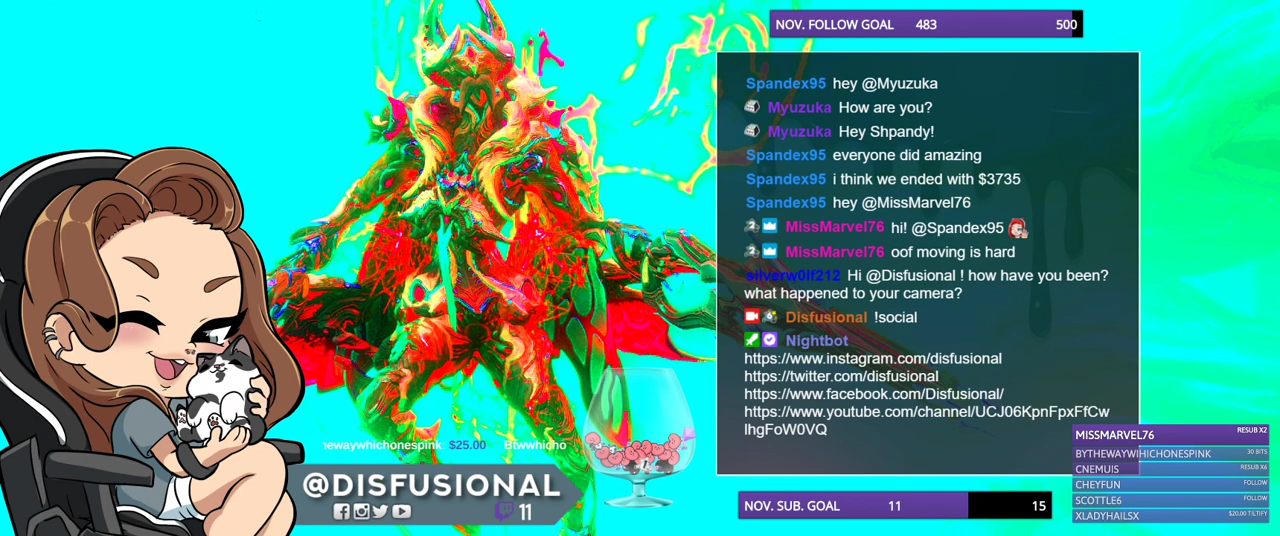 NOV. FOLLOW GOAL 483 500
Spandex95 hey @Myuzuka
Myuzuka How are you?
Myuzuka Hey Shpandy!
Spandex95 everyone did amazing
Spandex95 i think we ended with $3735
Spandex95 hey @MissMarvel76
MissMarvel76 hi! @Spandex95
MissMarvel76 oof moving is hard
silverw0lf212 Hi @Disfusional ! how have you been?
what happened to your camera?
Disfusional !social
Nightbot
https://www.instagram.com/disfusional
https://twitter.com/disfusional
https://www.facebook.com/Disfusional/
https://www.youtube.com/channel/UCJ06KpnFpxFfCw
IhgFoW0VQ
NOV. SUB. GOAL 11 15
MISSMARVEL76 RESUB X2
BYTHEWAYWIHICHONESPINK 30 BITS
CNEMUIS RESUB X6
CHEYFUN FOLLOW
SCOTTLE6 FOLLOW
XLADYHAILSX $20.00 TILTIFY
ewaywhichonespink: $25.00 Btwwhicho
@DISFUSIONAL
11